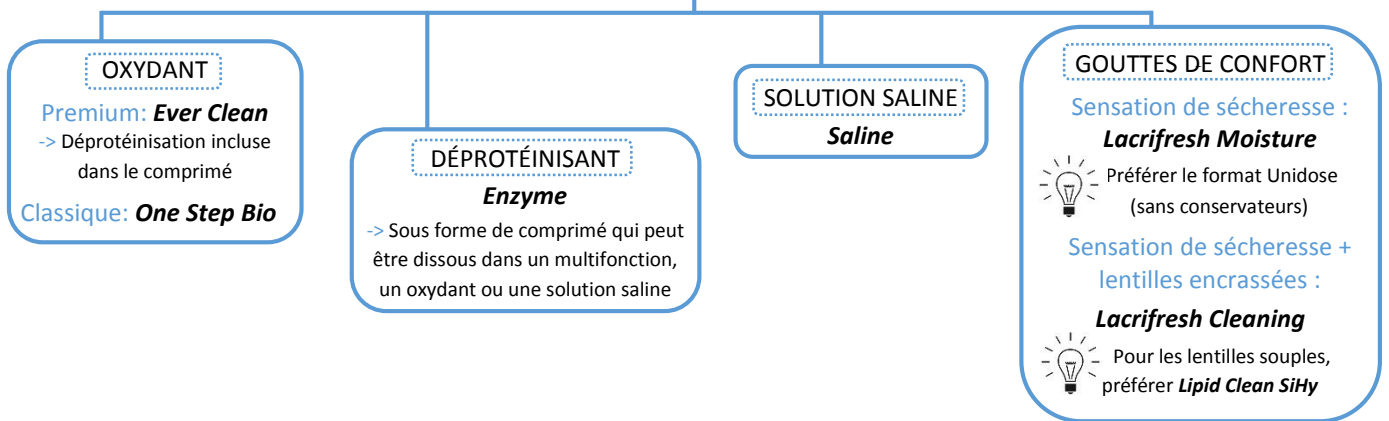 OXYDANT
Premium: Ever Clean
-> Déprotéinisation incluse
dans le comprimé
Classique: One Step Bio
DÉPROTÉINISANT
Enzyme
-> Sous forme de comprimé qui peut
être dissous dans un multifonction,
un oxydant ou une solution saline
SOLUTION SALINE
Saline
GOUTTES DE CONFORT
Sensation de sécheresse :
Lacrifresh Moisture
Préférer le format Unidose
(sans conservateurs)
Sensation de sécheresse +
lentilles encrassées :
Lacrifresh Cleaning
Pour les lentilles souples,
préférer Lipid Clean SiHy